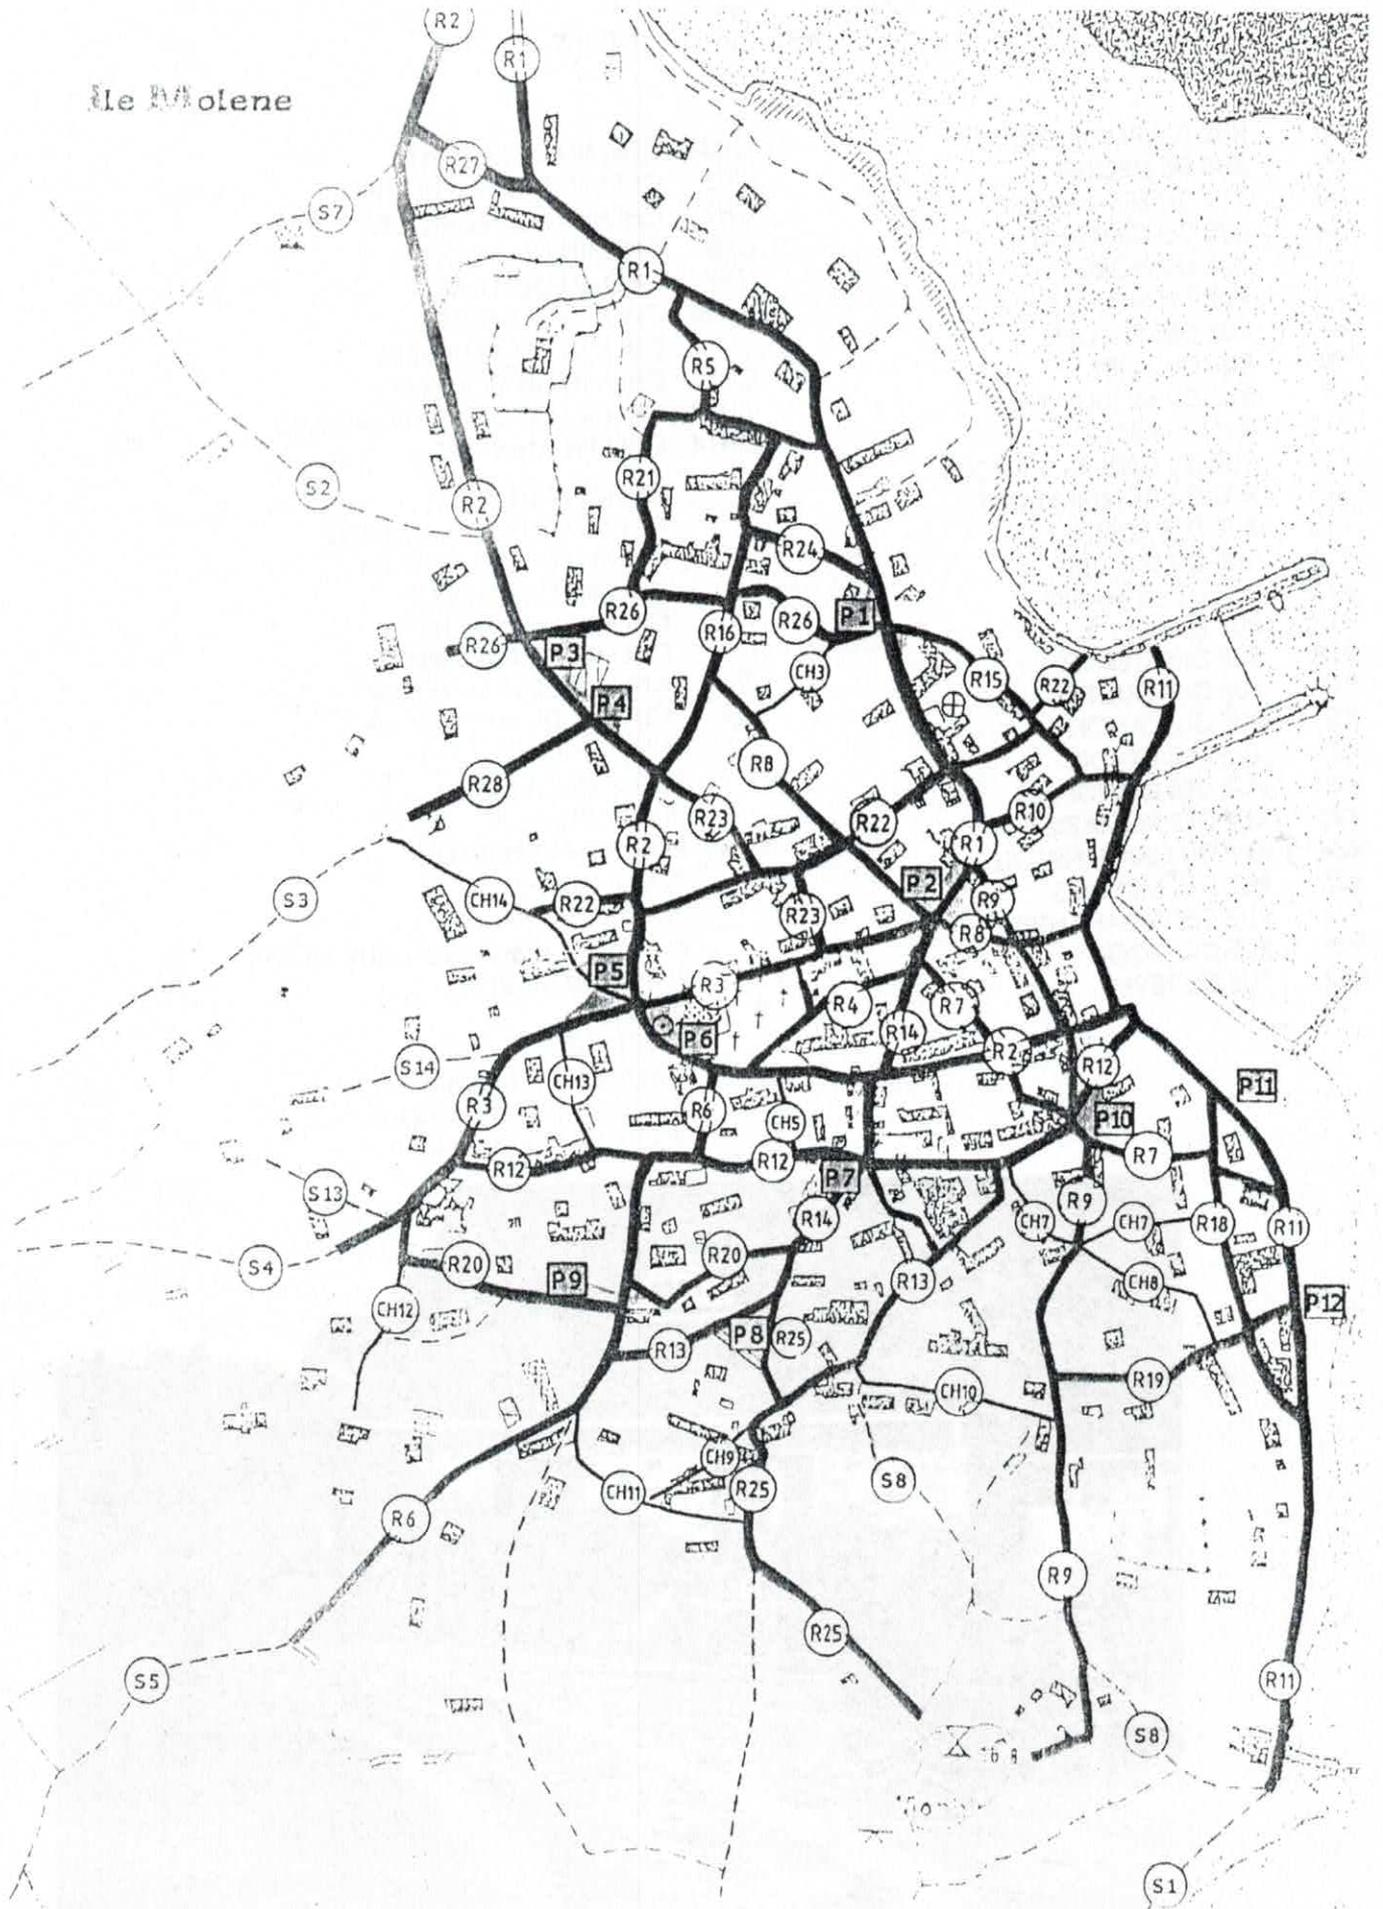 R2
R1
Ile Molene
R27
S7
R1
R5
R21
S2
R2
R24
R26
R26
P1
R16
R26
P3
CH3
R15
R22
R11
P4
R28
R8
R23
R22
R10
R2
R1
P2
S3
CH14
R22
R23
R9
R8
P5
R3
R4
R7
R14
P6
R2
S14
CH13
R12
P11
R3
R6
CH5
P10
R12
R12
P7
R7
S13
R14
CH7
R9
CH7
R18
R11
S4
R20
R20
P9
R13
CH8
CH12
P12
R13
P8
R25
R19
CH10
CH9
CH11
R25
S8
R6
R9
R25
S5
R11
S8
S1